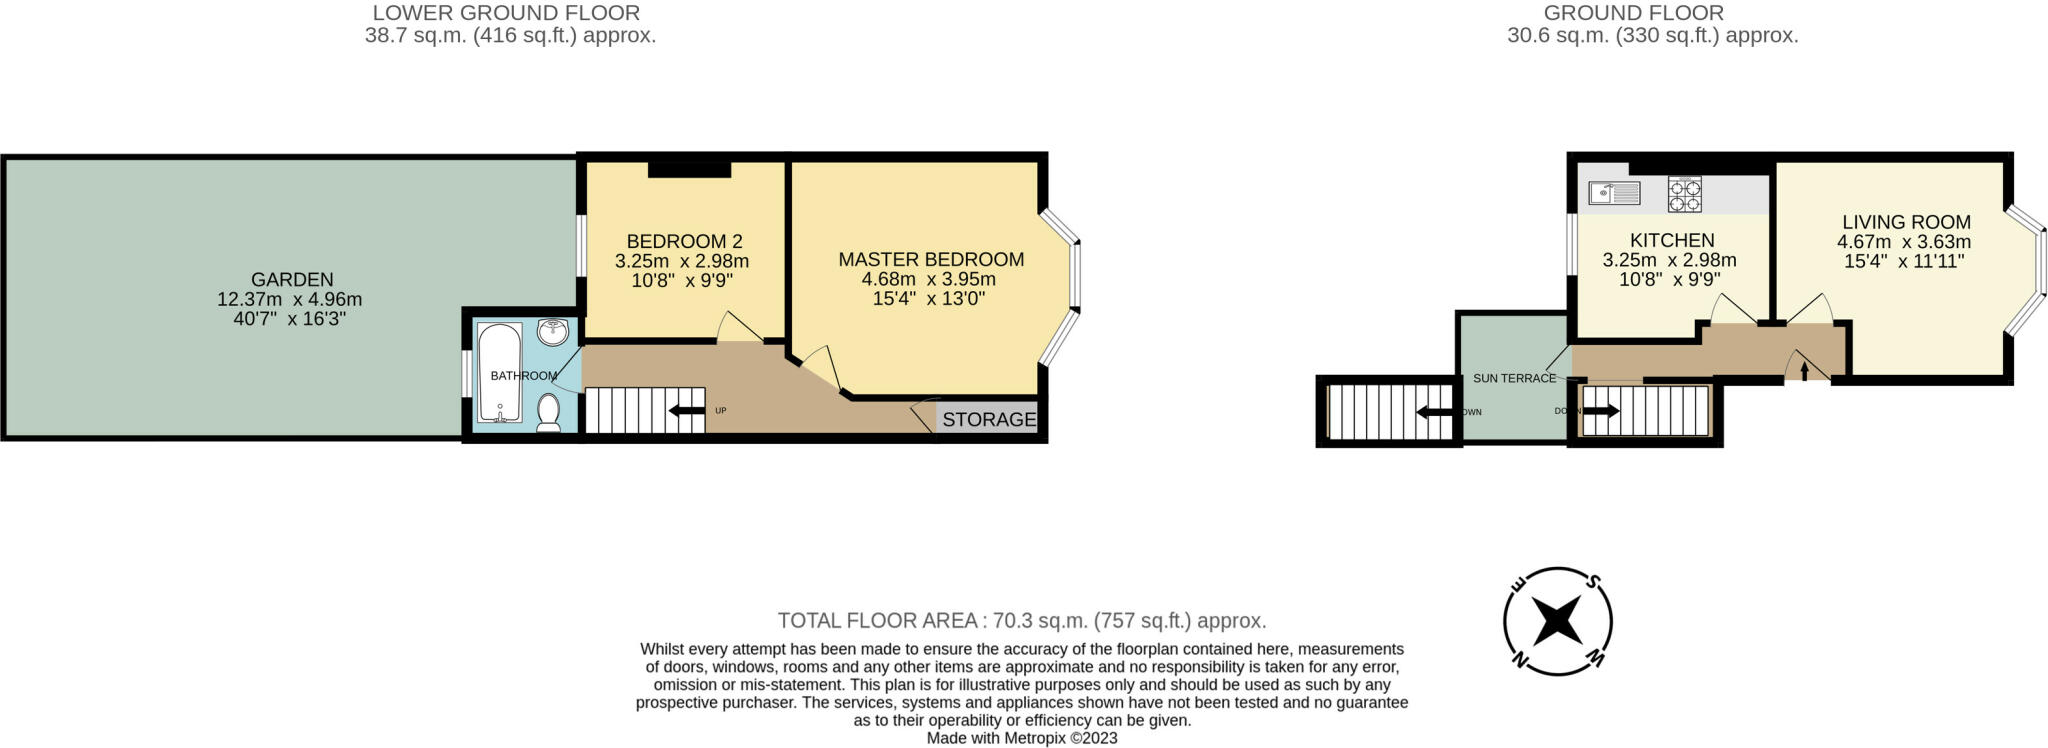 LOWER GROUND FLOOR
38.7 sq.m. (416 sq.ft.) approx.
GROUND FLOOR
30.6 sq.m. (330 sq.ft.) approx.
GARDEN
12.37m x 4.96m
40'7" x 16'3"
BEDROOM 2
3.25m x 2.98m
10'8" x 9'9"
MASTER BEDROOM
4.68m x 3.95m
15'4" x 13'0"
BATHROOM
UP
STORAGE
KITCHEN
3.25m x 2.98m
10'8" x 9'9"
LIVING ROOM
4.67m x 3.63m
15'4" x 11'11"
SUN TERRACE
DOWN
DOWN
E
S
N
W
TOTAL FLOOR AREA : 70.3 sq.m. (757 sq.ft.) approx.
Whilst every attempt has been made to ensure the accuracy of the floorplan contained here, measurements
of doors, windows, rooms and any other items are approximate and no responsibility is taken for any error,
omission or mis-statement. This plan is for illustrative purposes only and should be used as such by any
prospective purchaser. The services, systems and appliances shown have not been tested and no guarantee
as to their operability or efficiency can be given.
Made with Metropix ©2023